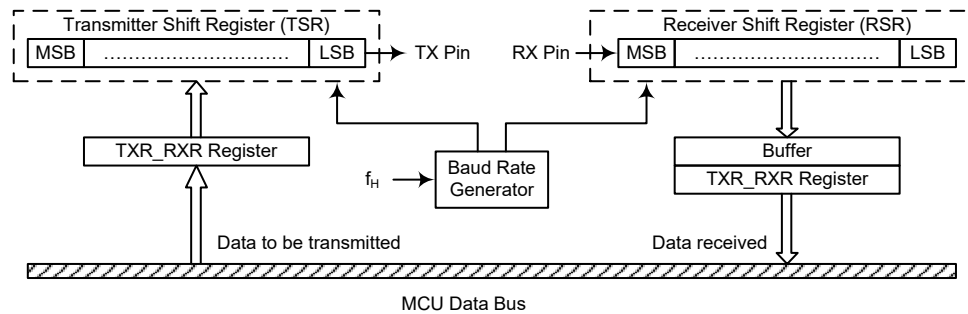 Transmitter Shift Register (TSR)
MSB ............................ LSB
TX Pin
RX Pin
Receiver Shift Register (RSR)
MSB ............................ LSB
TXR_RXR Register
fH
Baud Rate
Generator
Buffer
TXR_RXR Register
Data to be transmitted
Data received
MCU Data Bus